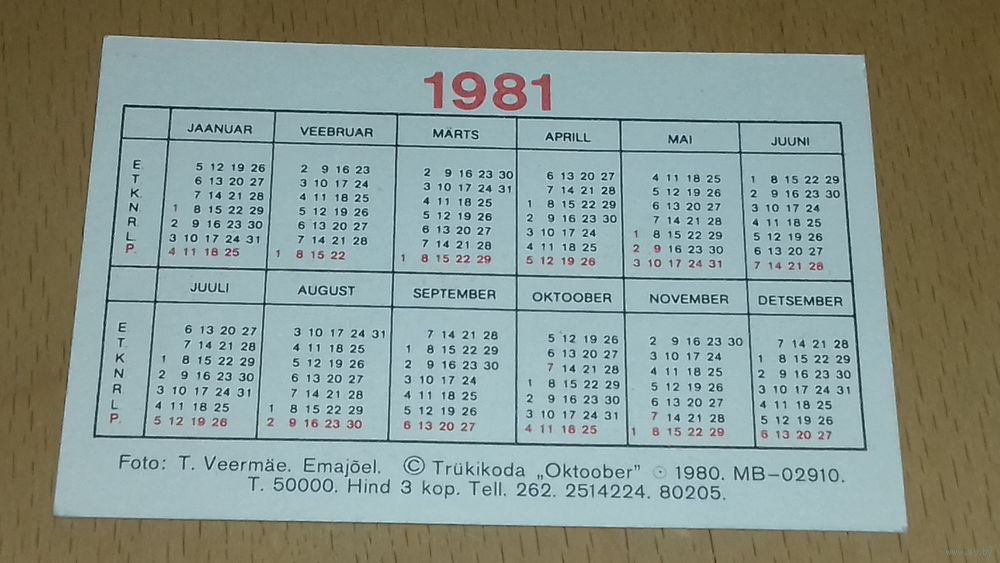 1981
JAANUAR VEEBRUAR MÄRTS APRILL MAI JUUNI
E. 5 12 19 26 2 9 16 23 2 9 16 23 30 6 13 20 27 4 11 18 25 1 8 15 22 29
T. 6 13 20 27 3 10 17 24 3 10 17 24 31 7 14 21 28 5 12 19 26 2 9 16 23 30
K. 7 14 21 28 4 11 18 25 4 11 18 25 1 8 15 22 29 6 13 20 27 3 10 17 24
N. 1 8 15 22 29 5 12 19 26 5 12 19 26 2 9 16 23 30 7 14 21 28 4 11 18 25
R. 2 9 16 23 30 6 13 20 27 6 13 20 27 3 10 17 24 1 8 15 22 29 5 12 19 26
L. 3 10 17 24 31 7 14 21 28 7 14 21 28 4 11 18 25 2 9 16 23 30 6 13 20 27
P. 4 11 18 25 1 8 15 22 1 8 15 22 29 5 12 19 26 3 10 17 24 31 7 14 21 28
JUULI AUGUST SEPTEMBER OKTOOBER NOVEMBER DETSEMBER
E. 6 13 20 27 3 10 17 24 31 7 14 21 28 5 12 19 26 2 9 16 23 30 7 14 21 28
T. 7 14 21 28 4 11 18 25 1 8 15 22 29 6 13 20 27 3 10 17 24 1 8 15 22 29
K. 1 8 15 22 29 5 12 19 26 2 9 16 23 30 7 14 21 28 4 11 18 25 2 9 16 23 30
N 2 9 16 23 30 6 13 20 27 3 10 17 24 1 8 15 22 29 5 12 19 26 3 10 17 24 31
R 3 10 17 24 31 7 14 21 28 4 11 18 25 2 9 16 23 30 6 13 20 27 4 11 18 25
L 4 11 18 25 1 8 15 22 29 5 12 19 26 3 10 17 24 31 7 14 21 28 5 12 19 26
P. 5 12 19 26 2 9 16 23 30 6 13 20 27 4 11 18 25 1 8 15 22 29 6 13 20 27
Foto: T. Veermäe. Emajõel. © Trükikoda „Oktoober” 1980. MB–02910.
T. 50000. Hind 3 kop. Tell. 262. 2514224. 80205.